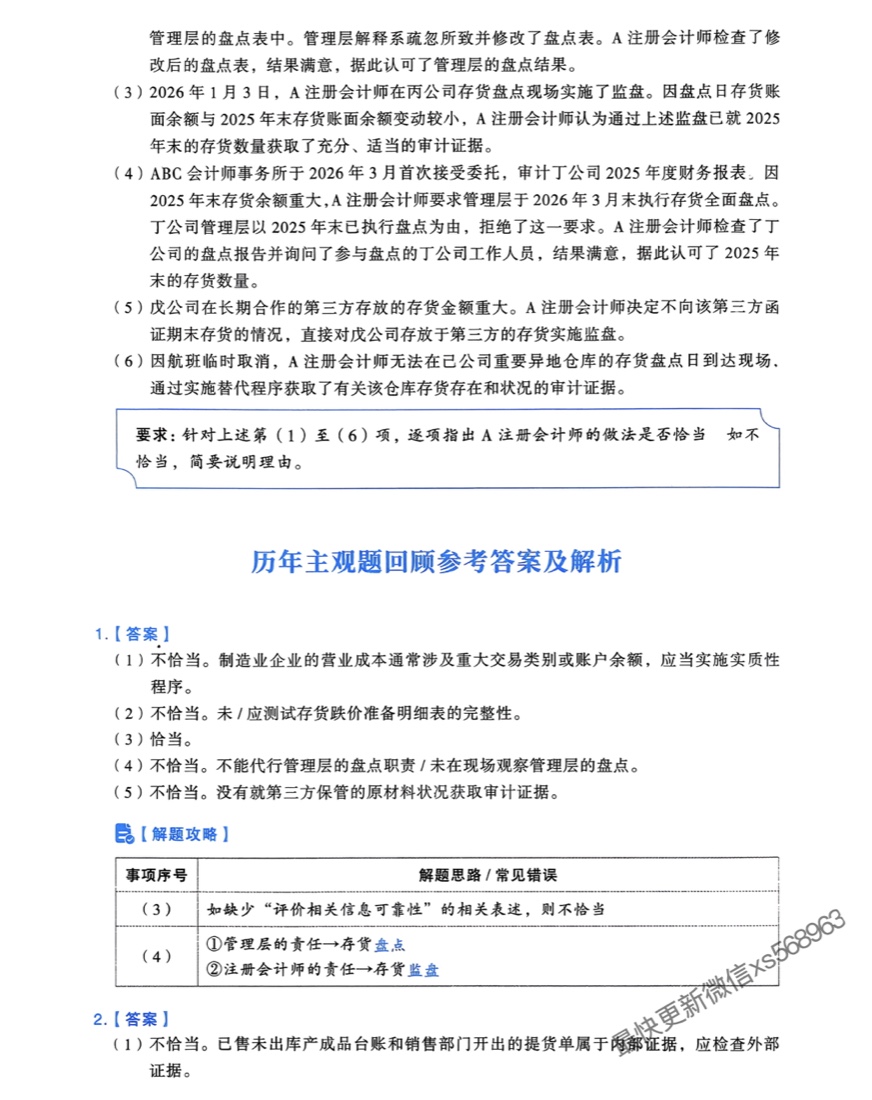 管理层的盘点表中。管理层解释系疏忽所致并修改了盘点表。A 注册会计师检查了修
改后的盘点表，结果满意，据此认可了管理层的盘点结果。
（3）2026 年 1 月 3 日，A 注册会计师在丙公司存货盘点现场实施了监盘。因盘点日存货账
面余额与 2025 年末存货账面余额变动较小，A 注册会计师认为通过上述监盘已就 2025
年末的存货数量获取了充分、适当的审计证据。
（4）ABC 会计师事务所于 2026 年 3 月首次接受委托，审计丁公司 2025 年度财务报表。因
2025 年末存货余额重大，A 注册会计师要求管理层于 2026 年 3 月末执行存货全面盘点。
丁公司管理层以 2025 年末已执行盘点为由，拒绝了这一要求。A 注册会计师检查了丁
公司的盘点报告并询问了参与盘点的丁公司工作人员，结果满意，据此认可了 2025 年
末的存货数量。
（5）戊公司在长期合作的第三方存放的存货金额重大。A 注册会计师决定不向该第三方函
证期末存货的情况，直接对戊公司存放于第三方的存货实施监盘。
（6）因航班临时取消，A 注册会计师无法在己公司重要异地仓库的存货盘点日到达现场，
通过实施替代程序获取了有关该仓库存货存在和状况的审计证据。
要求：针对上述第（1）至（6）项，逐项指出 A 注册会计师的做法是否恰当 如不
恰当，简要说明理由。
历年主观题回顾参考答案及解析
1.【答案】
（1）不恰当。制造业企业的营业成本通常涉及重大交易类别或账户余额，应当实施实质性
程序。
（2）不恰当。未 / 应测试存货跌价准备明细表的完整性。
（3）恰当。
（4）不恰当。不能代行管理层的盘点职责 / 未在现场观察管理层的盘点。
（5）不恰当。没有就第三方保管的原材料状况获取审计证据。
【解题攻略】
事项序号 解题思路 / 常见错误
（3） 如缺少“评价相关信息可靠性”的相关表述，则不恰当
（4） ①管理层的责任→存货盘点
②注册会计师的责任→存货监盘
最快更新微信xs568963
2.【答案】
（1）不恰当。已售未出库产成品台账和销售部门开出的提货单属于内部证据，应检查外部
证据。